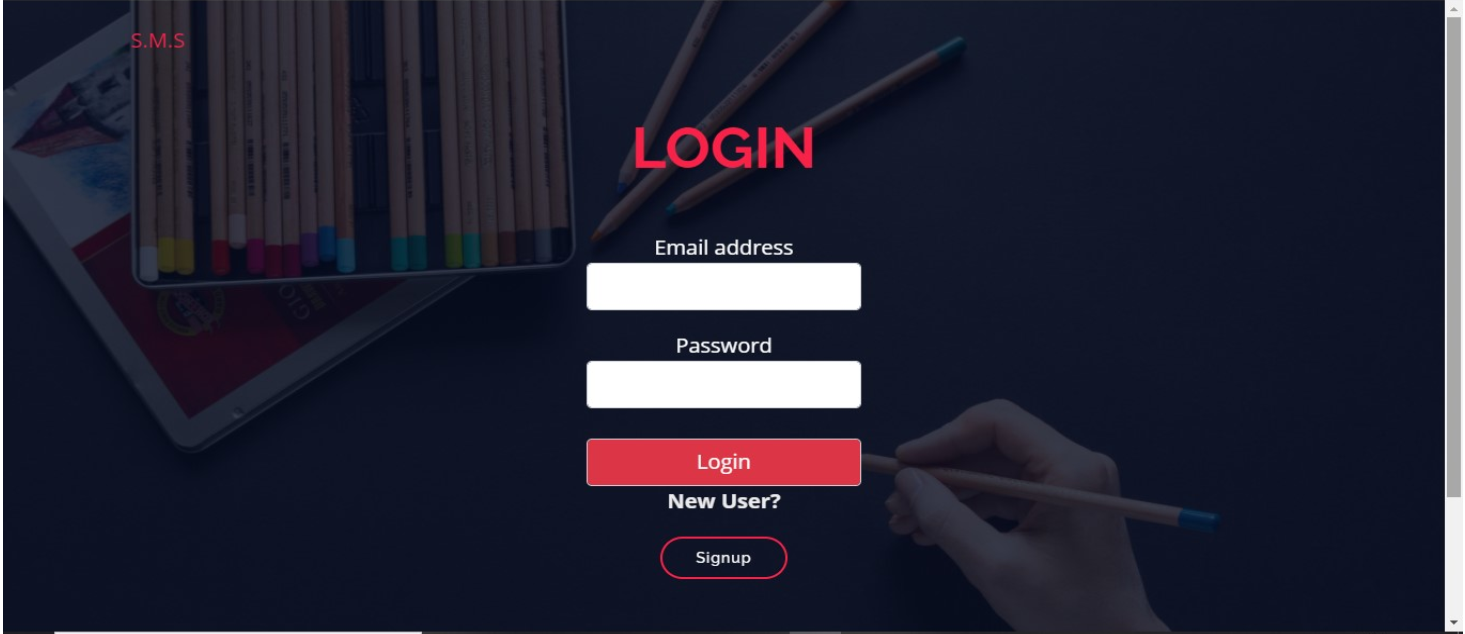 S.M.S
LOGIN
Email address
Password
Login
New User?
Signup